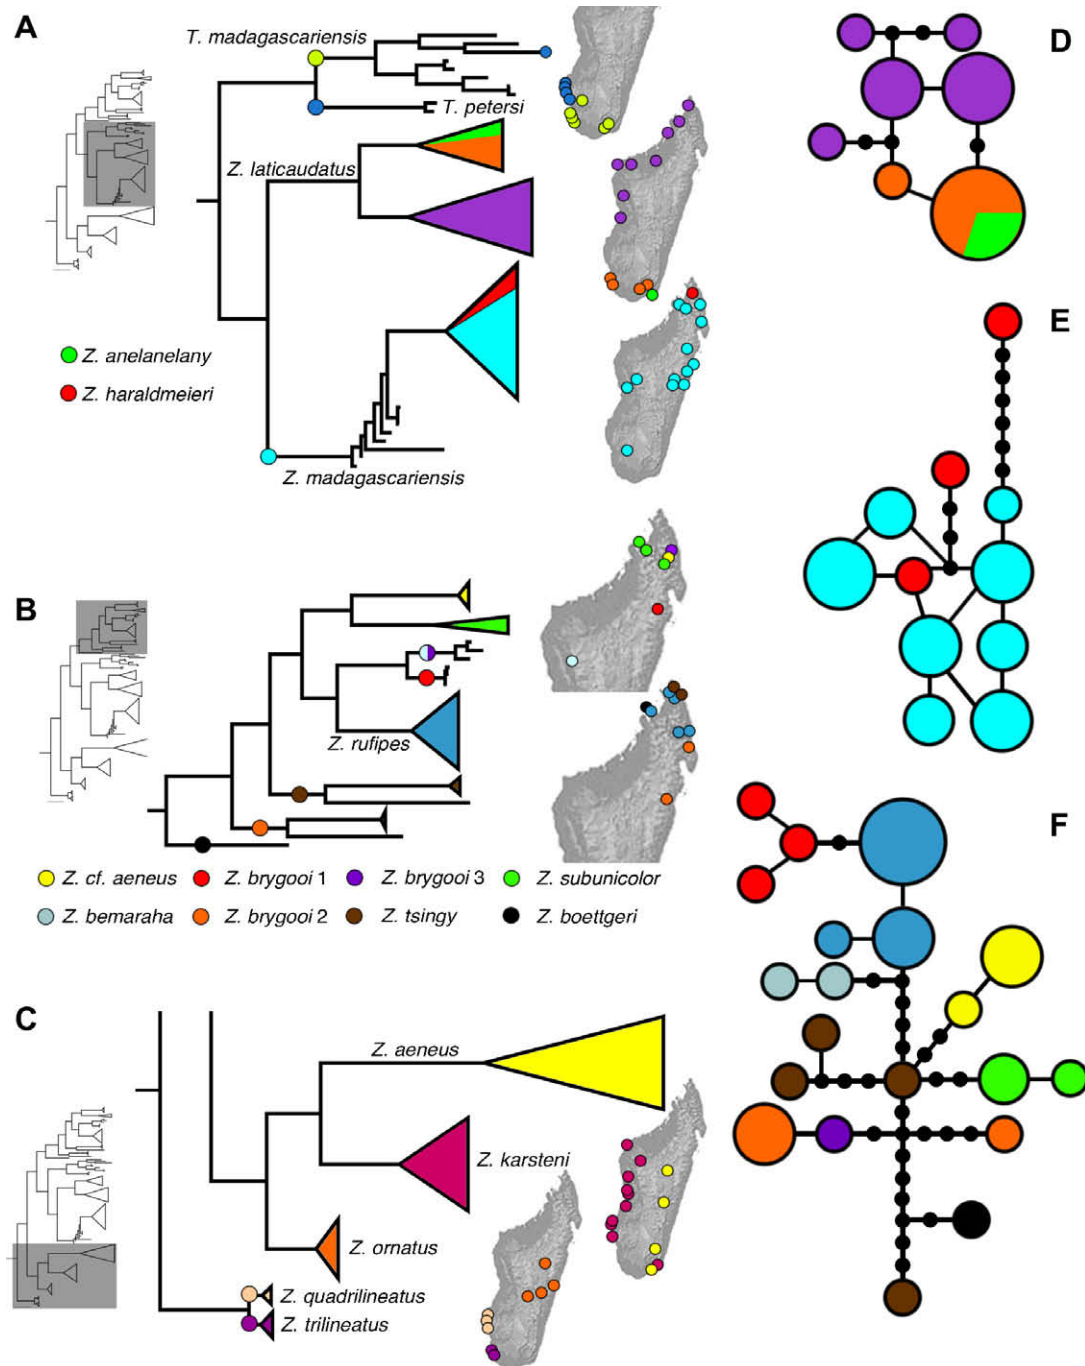 A
T. madagascariensis
T. petersi
Z. laticaudatus
Z. anelanelany
Z. haraldmeieri
Z. madagascariensis
D
E
B
Z. rufipes
Z. cf. aeneus
Z. brygooi 1
Z. brygooi 3
Z. subunicolor
Z. bemaraha
Z. brygooi 2
Z. tsingy
Z. boettgeri
F
C
Z. aeneus
Z. karsteni
Z. ornatus
Z. quadrilineatus
Z. trilineatus